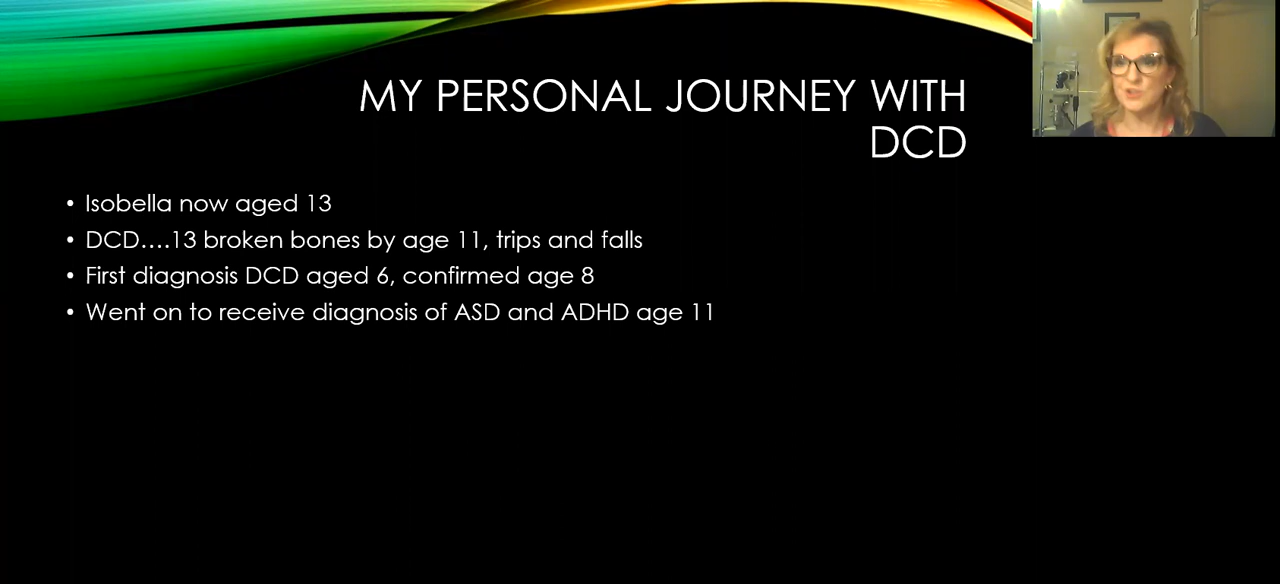 MY PERSONAL JOURNEY WITH
DCD
• Isobella now aged 13
• DCD....13 broken bones by age 11, trips and falls
• First diagnosis DCD aged 6, confirmed age 8
• Went on to receive diagnosis of ASD and ADHD age 11